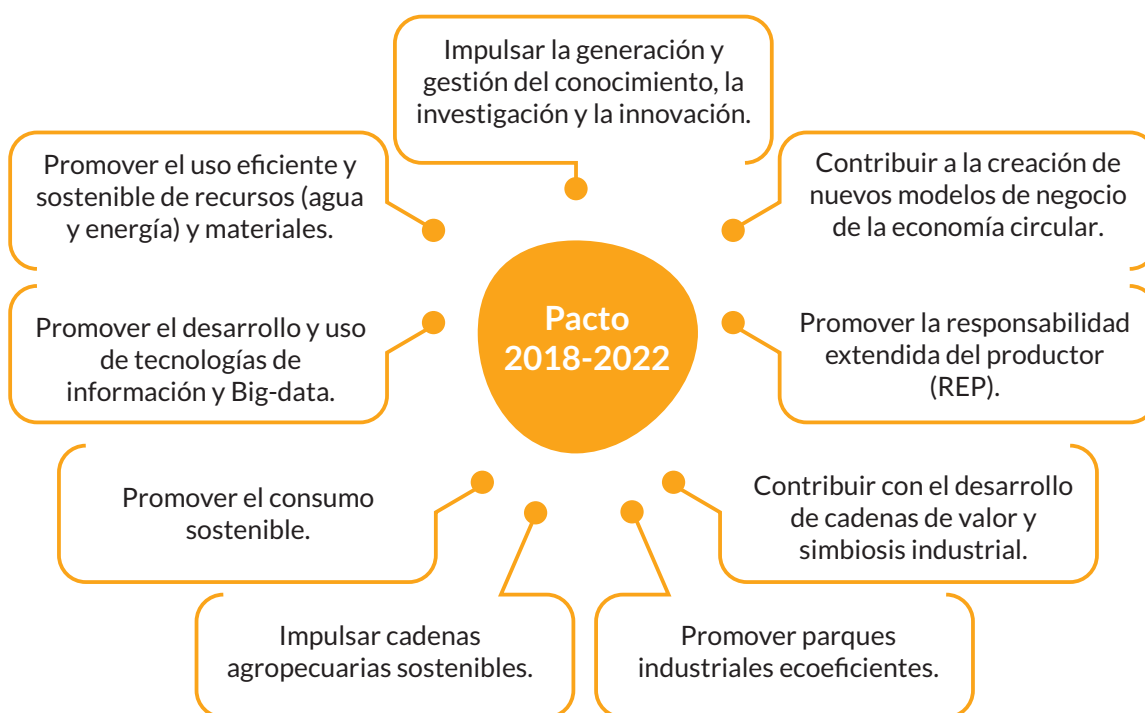 Impulsar la generación y
gestión del conocimiento, la
investigación y la innovación.
Promover el uso eficiente y
sostenible de recursos (agua
y energía) y materiales.
Contribuir a la creación de
nuevos modelos de negocio
de la economía circular.
Pacto
2018-2022
Promover el desarrollo y uso
de tecnologías de
información y Big-data.
Promover la responsabilidad
extendida del productor
(REP).
Promover el consumo
sostenible.
Contribuir con el desarrollo
de cadenas de valor y
simbiosis industrial.
Impulsar cadenas
agropecuarias sostenibles.
Promover parques
industriales ecoeficientes.